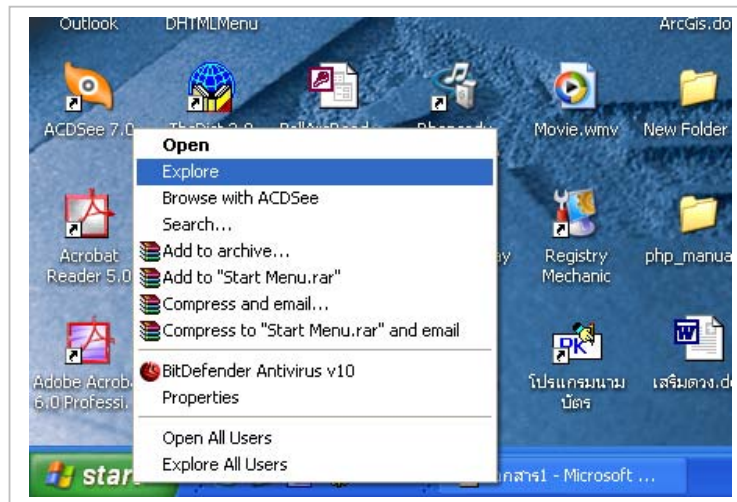 Outlook DHTMLMenu ArcGis.do
ACDSee 7.0 Movie.wmv New Folder
Open
Explore
Browse with ACDSee
Search...
Add to archive...
Add to "Start Menu.rar"
Compress and email...
Compress to "Start Menu.rar" and email
BitDefender Antivirus v10
Properties
Open All Users
Explore All Users
Acrobat
Reader 5.0
Registry
Mechanic
php_manua
Adobe Acrob
6.0 Professi.
โปรแกรมนาม
บัตร
เสริมดวง.d
PK
W
star
กสาร1 - Microsoft ...